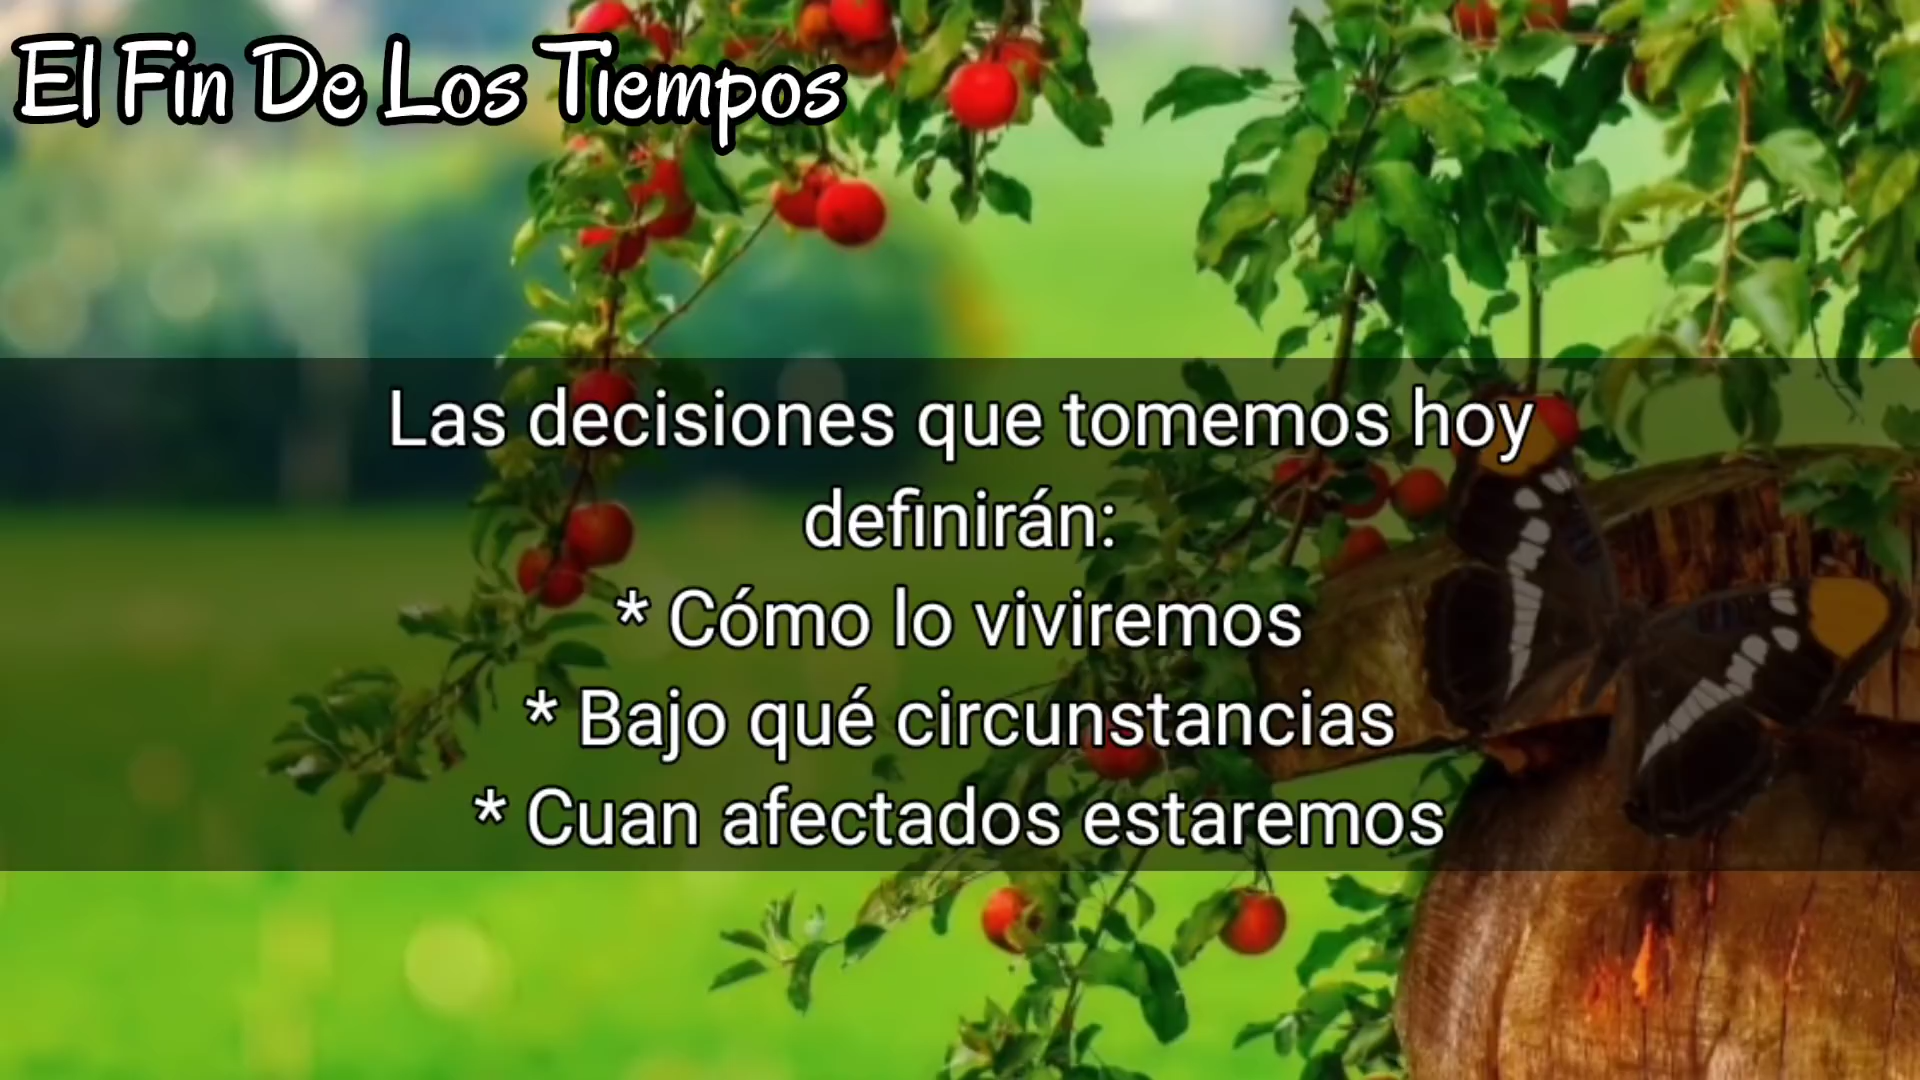 El Fin De Los Tiempos
Las decisiones que tomemos hoy
definirán:
* Cómo lo viviremos
* Bajo qué circunstancias
* Cuan afectados estaremos